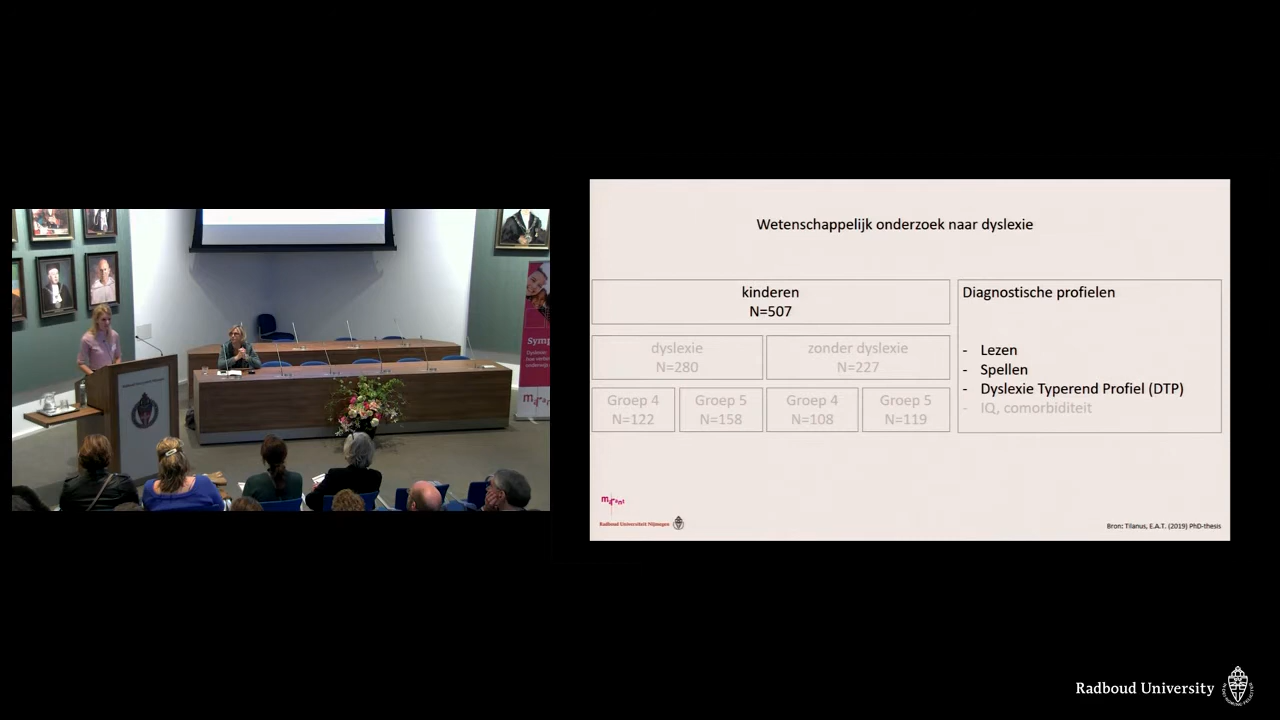 Wetenschappelijk onderzoek naar dyslexie
kinderen
N=507
dyslexie
N=280
zonder dyslexie
N=227
Groep 4
N=122
Groep 5
N=158
Groep 4
N=108
Groep 5
N=119
Diagnostische profielen
- Lezen
- Spellen
- Dyslexie Typerend Profiel (DTP)
- IQ, comorbiditeit
Radboud Universiteit Nijmegen
Bron: Tilanus, E.A.T. (2019) PhD-thesis
Symp
Radboud University